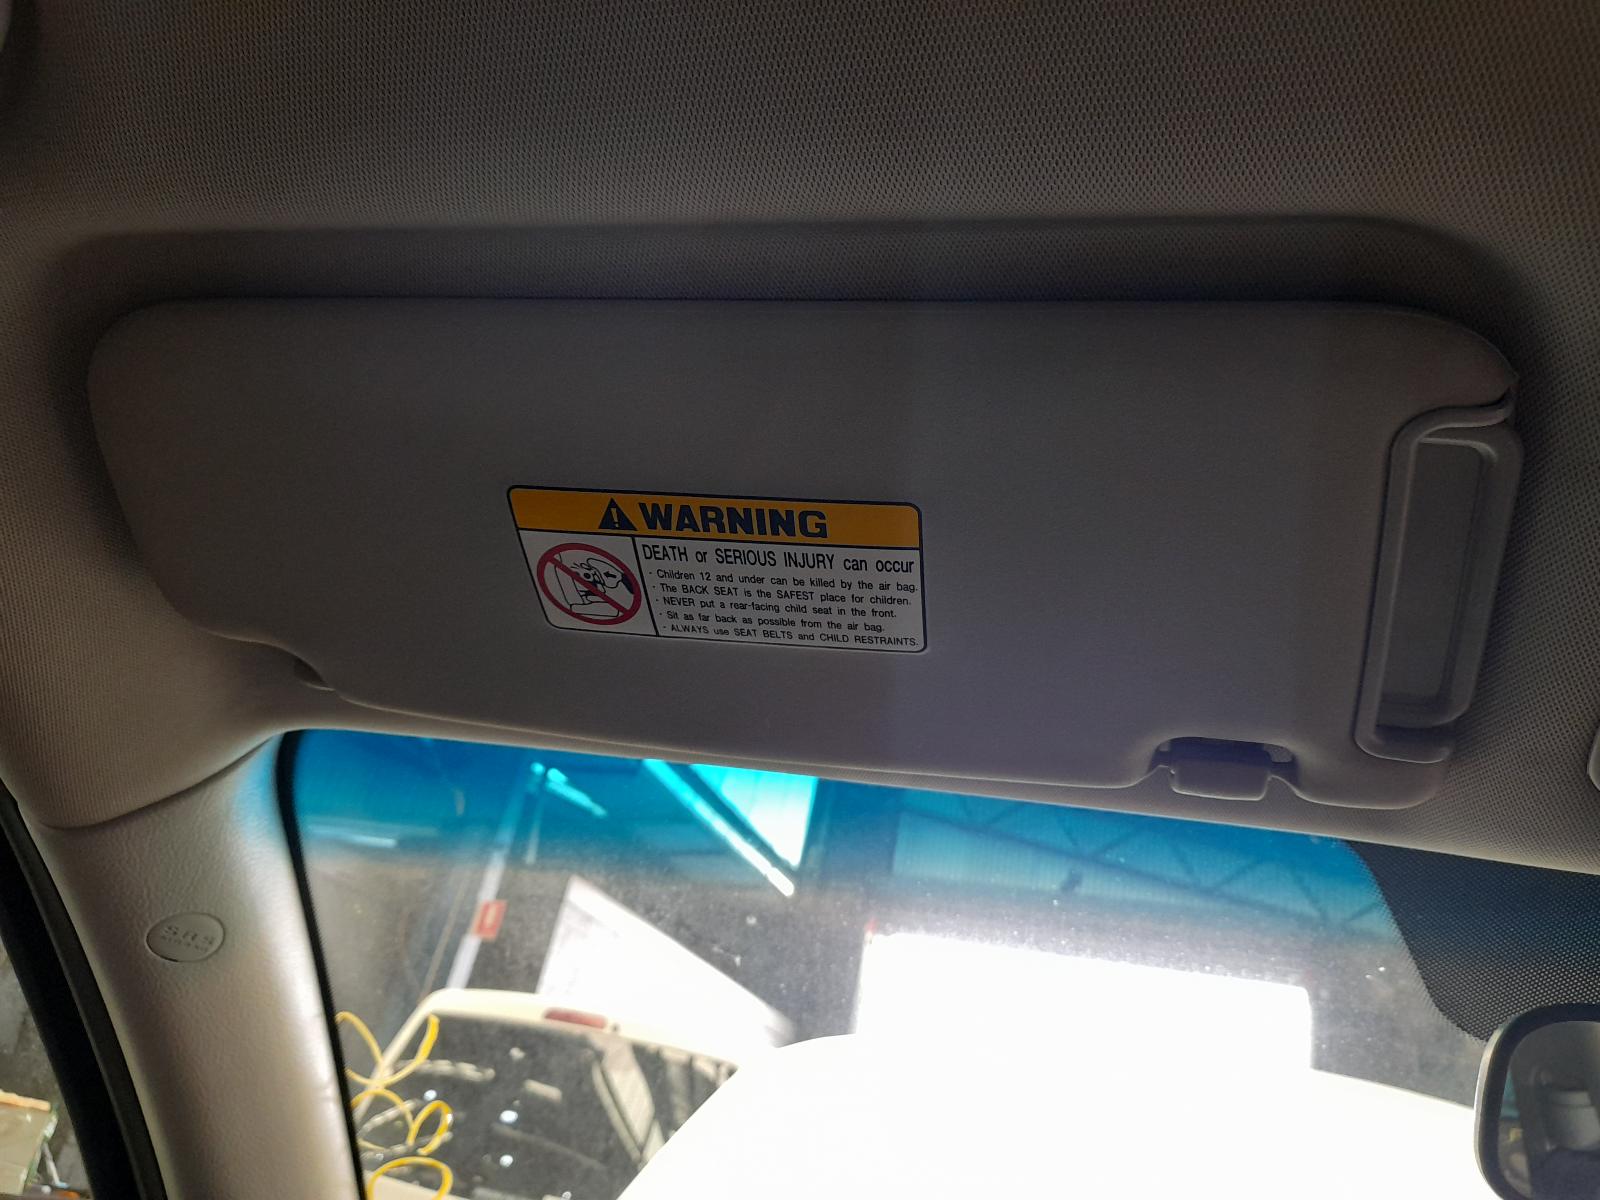 WARNING
DEATH or SERIOUS INJURY can occur
· Children 12 and under can be killed by the air bag.
· The BACK SEAT is the SAFEST place for children.
· NEVER put a rear-facing child seat in the front.
· Sit as far back as possible from the air bag.
· ALWAYS use SEAT BELTS and CHILD RESTRAINTS.
SRS